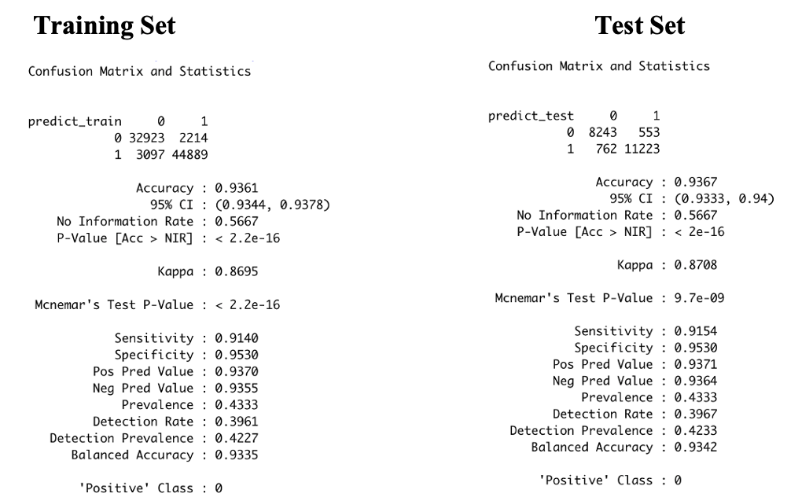 Training Set
Confusion Matrix and Statistics
predict_train 0 1
0 32923 2214
1 3097 44889
Accuracy : 0.9361
95% CI : (0.9344, 0.9378)
No Information Rate : 0.5667
P-Value [Acc > NIR] : < 2.2e-16
Kappa : 0.8695
Mcnemar's Test P-Value : < 2.2e-16
Sensitivity : 0.9140
Specificity : 0.9530
Pos Pred Value : 0.9370
Neg Pred Value : 0.9355
Prevalence : 0.4333
Detection Rate : 0.3961
Detection Prevalence : 0.4227
Balanced Accuracy : 0.9335
'Positive' Class : 0
Test Set
Confusion Matrix and Statistics
predict_test 0 1
0 8243 553
1 762 11223
Accuracy : 0.9367
95% CI : (0.9333, 0.94)
No Information Rate : 0.5667
P-Value [Acc > NIR] : < 2e-16
Kappa : 0.8708
Mcnemar's Test P-Value : 9.7e-09
Sensitivity : 0.9154
Specificity : 0.9530
Pos Pred Value : 0.9371
Neg Pred Value : 0.9364
Prevalence : 0.4333
Detection Rate : 0.3967
Detection Prevalence : 0.4233
Balanced Accuracy : 0.9342
'Positive' Class : 0